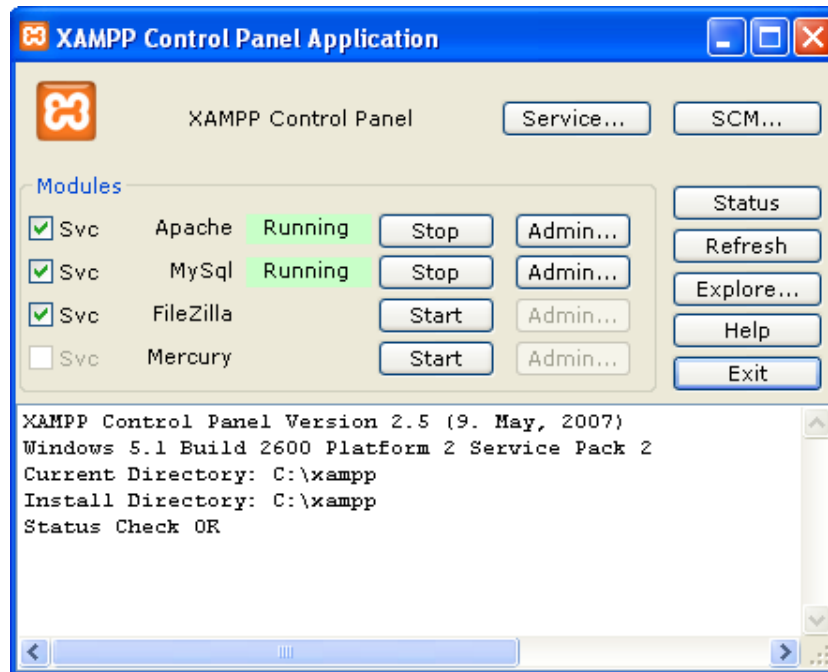 XAMPP Control Panel Application
XAMPP Control Panel Service... SCM...
Modules
Status
Svc Apache Running Stop Admin...
Refresh
Svc MySql Running Stop Admin...
Explore...
Svc FileZilla Start Admin...
Help
Svc Mercury Start Admin...
Exit
XAMPP Control Panel Version 2.5 (9. May, 2007)
Windows 5.1 Build 2600 Platform 2 Service Pack 2
Current Directory: C:\xampp
Install Directory: C:\xampp
Status Check OK